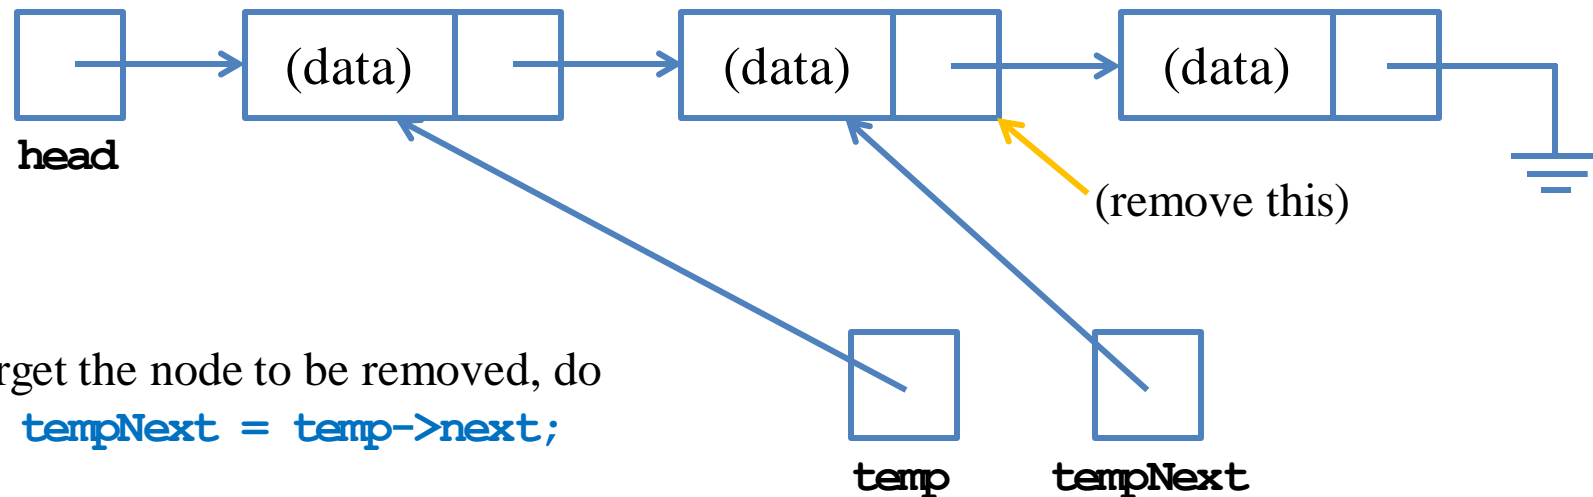 (data) (data) (data)
head
(remove this)
rget the node to be removed, do
tempNext = temp->next;
temp tempNext